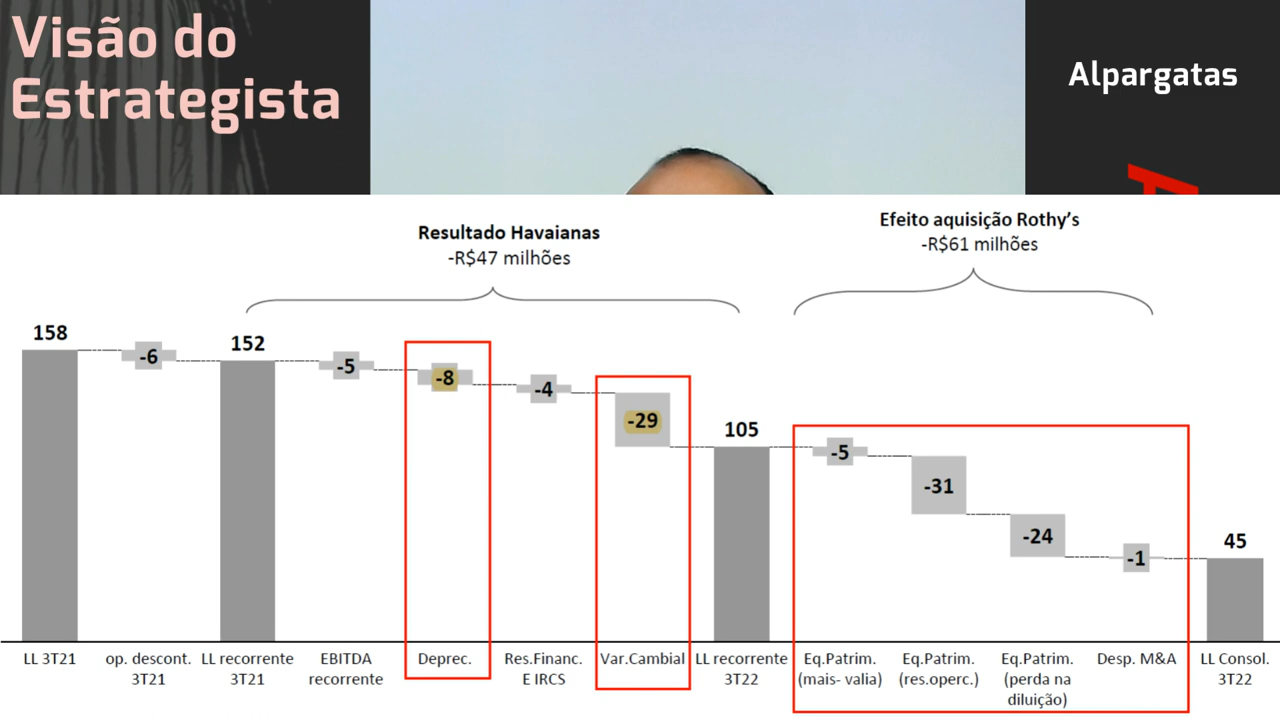 Visão do
Estrategista
Alpargatas
Resultado Havaianas
-R$47 milhões
Efeito aquisição Rothy's
-R$61 milhões
158
-6
152
-5
-8
-4
-29
105
-5
-31
-24
-1
45
LL 3T21
op. descont.
3T21
LL recorrente
3T21
EBITDA
recorrente
Deprec.
Res.Financ.
E IRCS
Var.Cambial
LL recorrente
3T22
Eq.Patrim.
(mais- valia)
Eq.Patrim.
(res.operc.)
Eq.Patrim.
(perda na
diluição)
Desp. M&A
LL Consol.
3T22